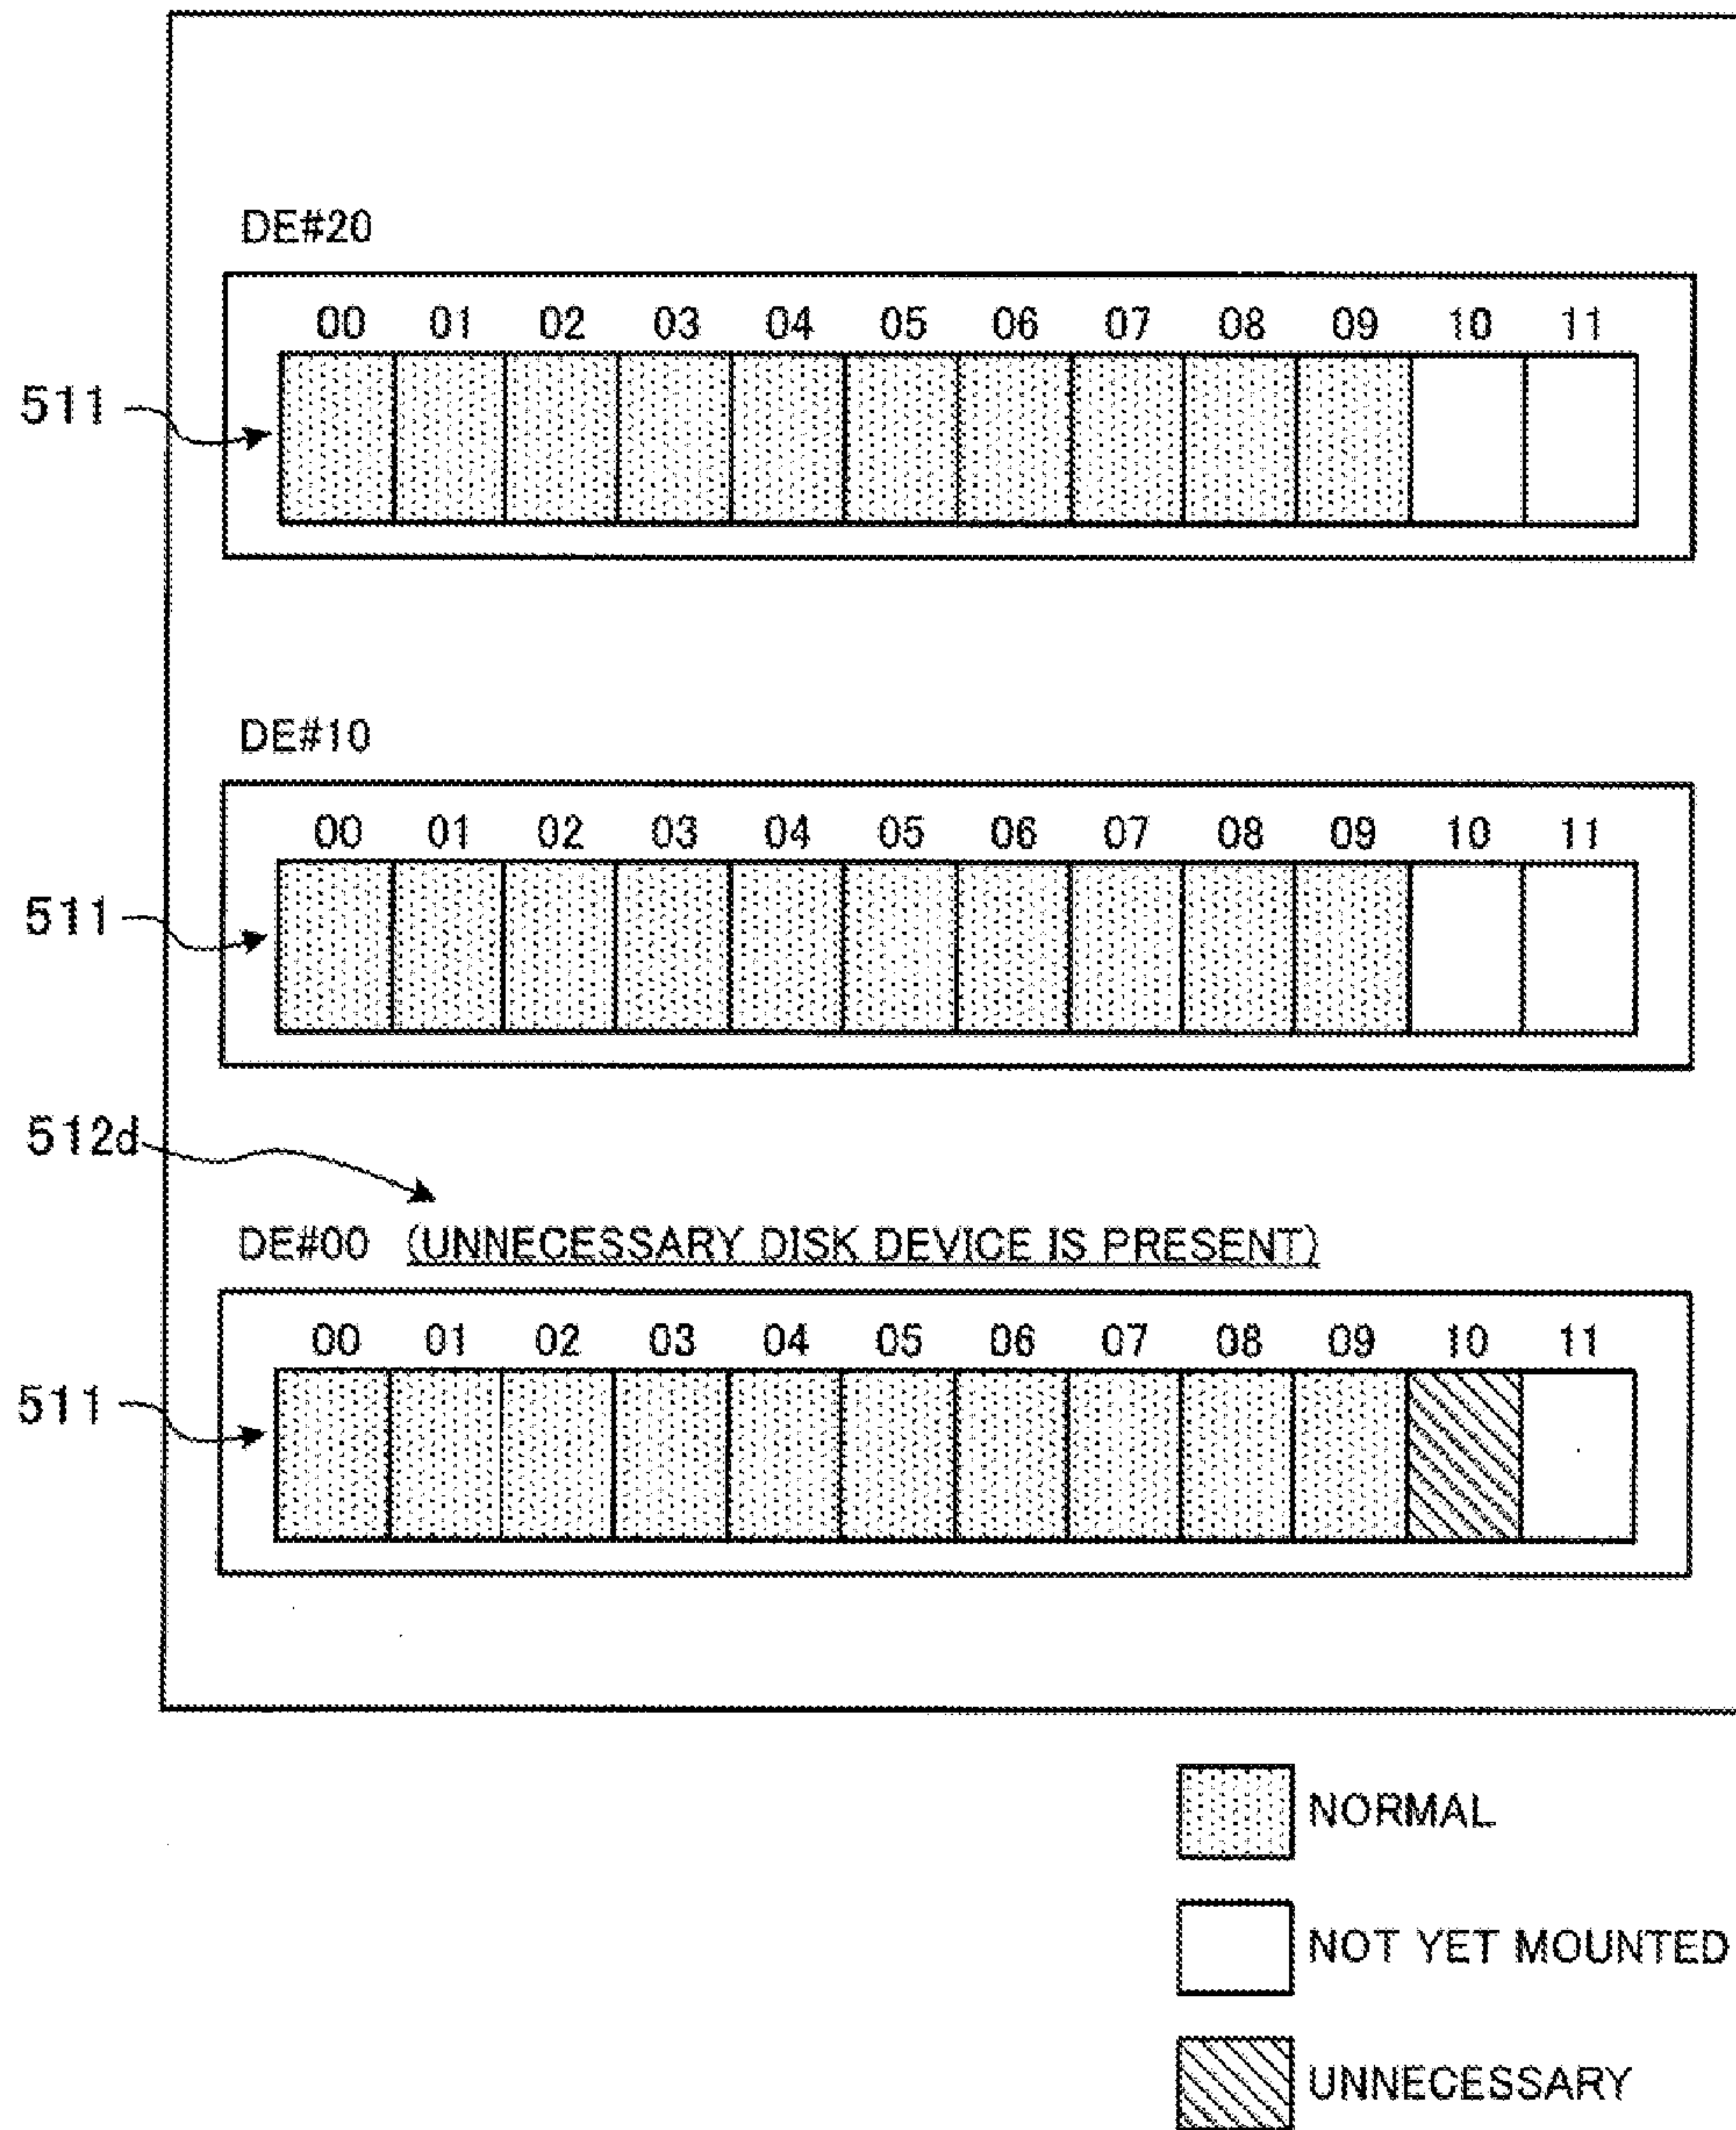 DE#20
00 01 02 03 04 05 06 07 08 09 10 11
511
DE#10
00 01 02 03 04 05 06 07 08 09 10 11
511
512d
DE#00 (UNNECESSARY DISK DEVICE IS PRESENT)
00 01 02 03 04 05 06 07 08 09 10 11
511
NORMAL
NOT YET MOUNTED
UNNECESSARY